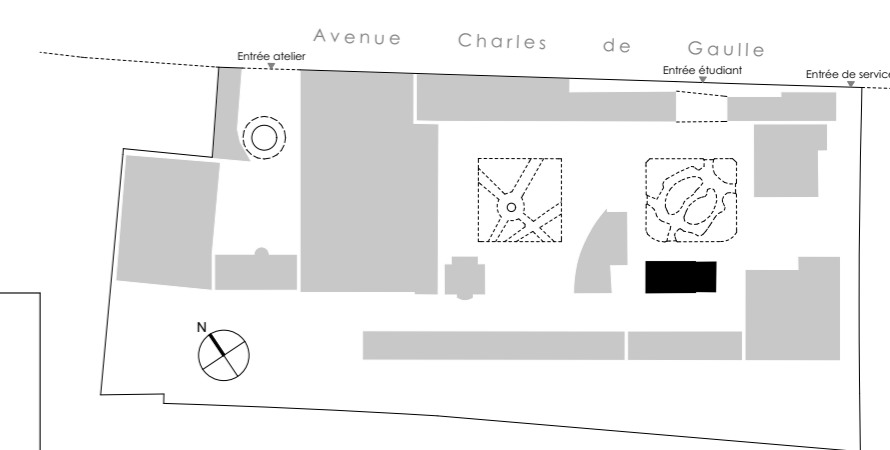 Avenue Charles de Gaulle
Entrée atelier
Entrée étudiant
Entrée de service
N